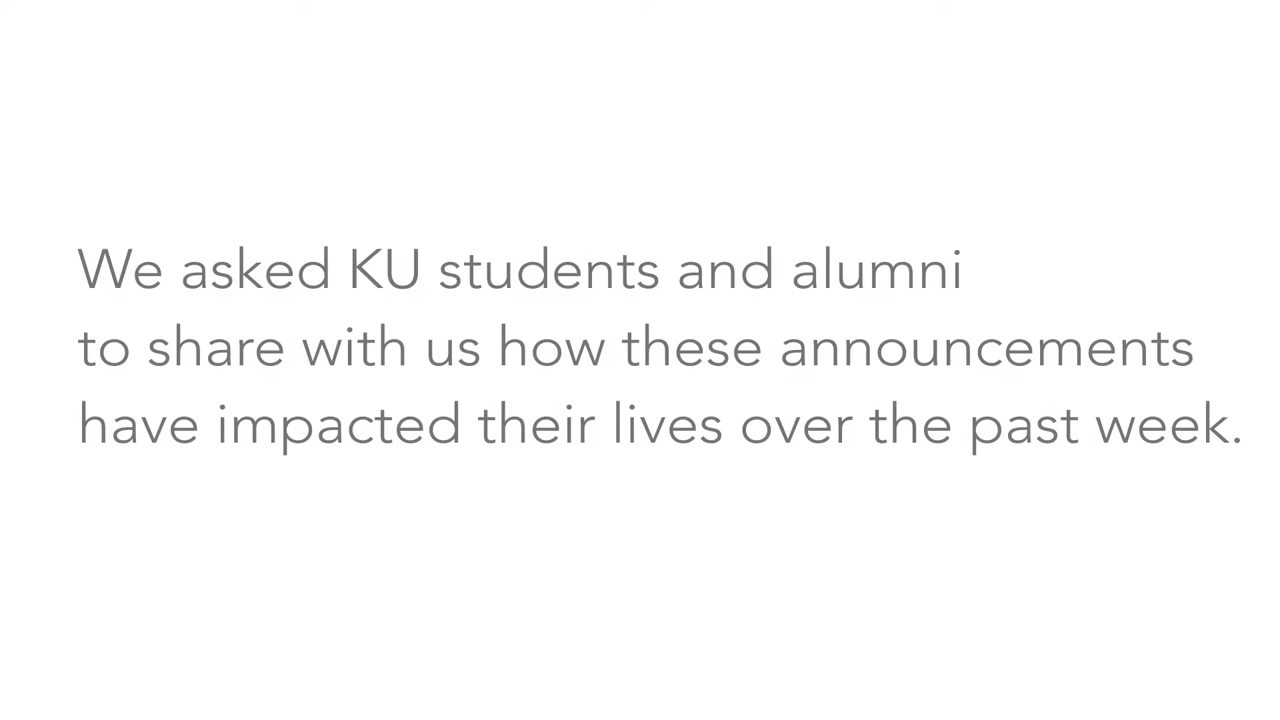 We asked KU students and alumni
to share with us how these announcements
have impacted their lives over the past week.